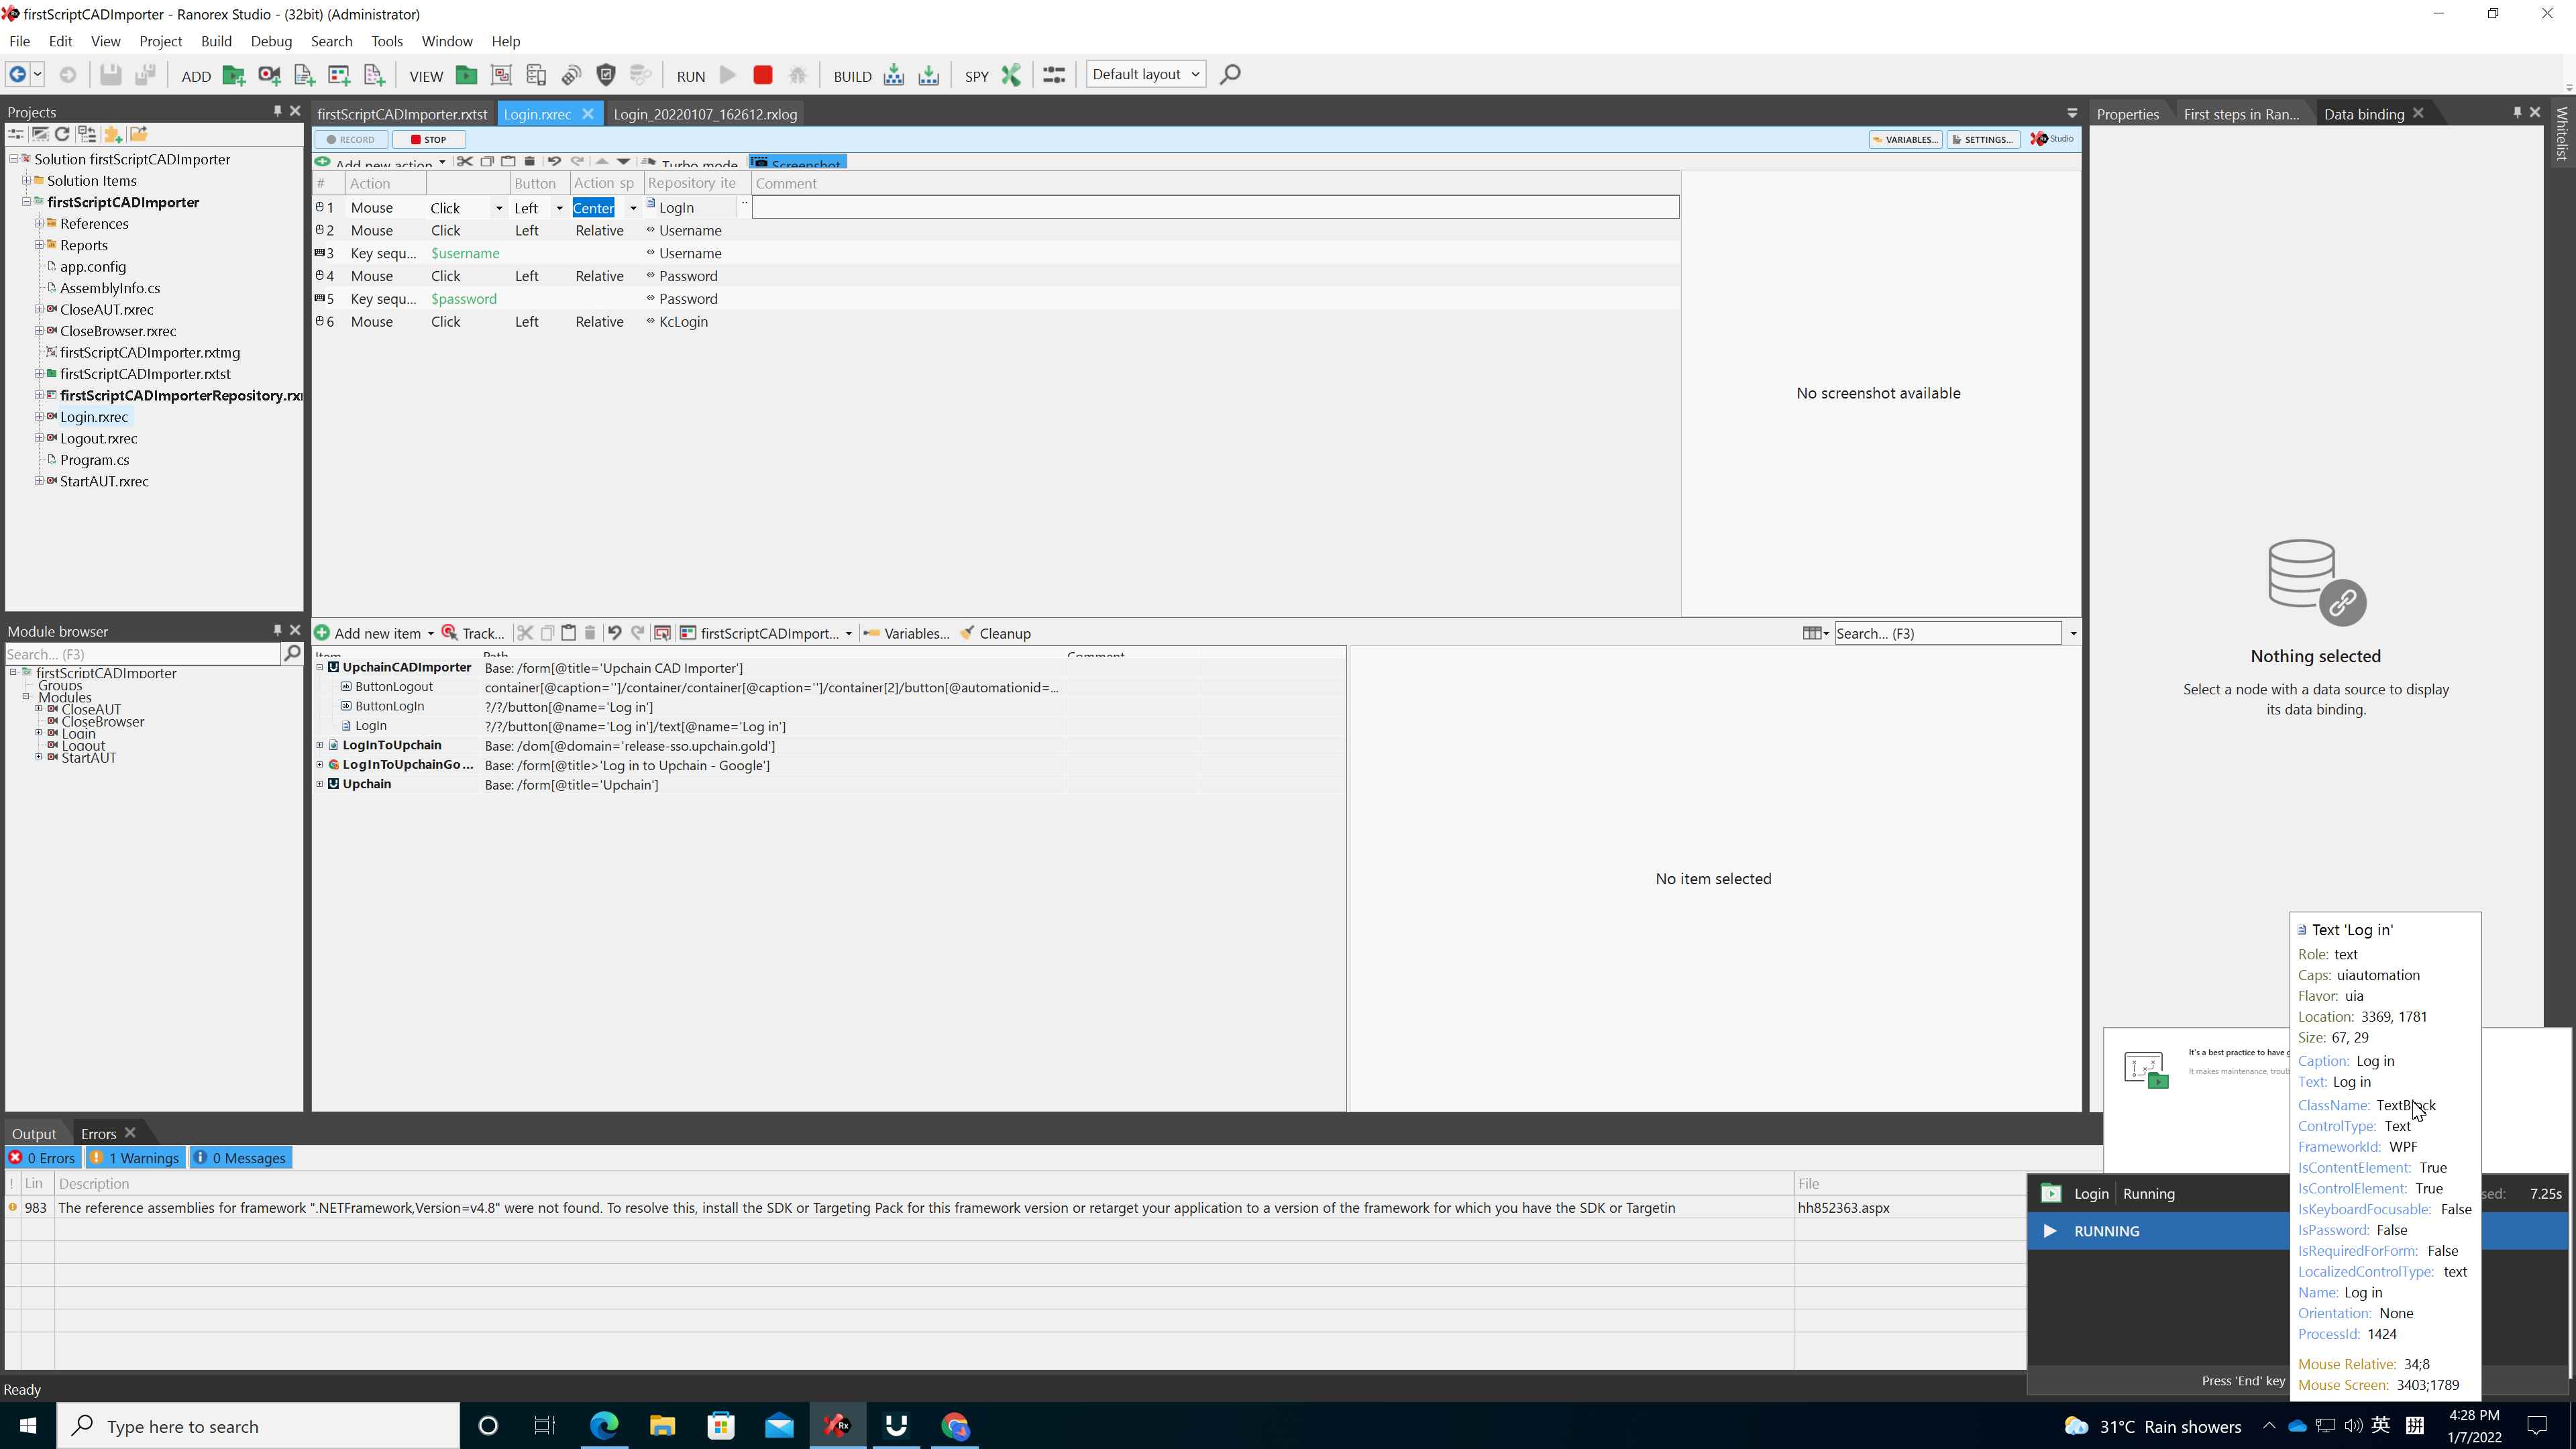 firstScriptCADImporter - Ranorex Studio - (32bit) (Administrator)
File Edit View Project Build Debug Search Tools Window Help
ADD VIEW RUN BUILD SPY Default layout
Projects
Solution firstScriptCADImporter
Solution Items
firstScriptCADImporter
References
Reports
app.config
AssemblyInfo.cs
CloseAUT.rxrec
CloseBrowser.rxrec
firstScriptCADImporter.rxtmg
firstScriptCADImporter.rxtst
firstScriptCADImporterRepository.rx
Login.rxrec
Logout.rxrec
Program.cs
StartAUT.rxrec
Module browser
Search... (F3)
firstScriptCADImporter
Groups
Modules
CloseAUT
CloseBrowser
Login
Logout
StartAUT
firstScriptCADImporter.rxtst Login.rxrec Login_20220107_162612.rxlog
RECORD STOP VARIABLES... SETTINGS... Studio
Add new action Turbo mode Screenshot
# Action Button Action sp Repository ite Comment
1 Mouse Click Left Center LogIn
2 Mouse Click Left Relative Username
3 Key sequ... $username Username
4 Mouse Click Left Relative Password
5 Key sequ... $password Password
6 Mouse Click Left Relative KcLogin
No screenshot available
Add new item Track... firstScriptCADImport... Variables... Cleanup Search... (F3)
Item Path Comment
UpchainCADImporter Base: /form[@title='Upchain CAD Importer']
ButtonLogout container[@caption='']/container/container[@caption='']/container[2]/button[@automationid=...
ButtonLogIn ?/?/button[@name='Log in']
LogIn ?/?/button[@name='Log in']/text[@name='Log in']
LogInToUpchain Base: /dom[@domain='release-sso.upchain.gold']
LogInToUpchainGo... Base: /form[@title>'Log in to Upchain - Google']
Upchain Base: /form[@title='Upchain']
No item selected
Properties First steps in Ran... Data binding
Whitelist
Nothing selected
Select a node with a data source to display
its data binding.
It's a best practice to have g
It makes maintenance, troub
Text 'Log in'
Role: text
Caps: uiautomation
Flavor: uia
Location: 3369, 1781
Size: 67, 29
Caption: Log in
Text: Log in
ClassName: TextBlock
ControlType: Text
FrameworkId: WPF
IsContentElement: True
IsControlElement: True
IsKeyboardFocusable: False
IsPassword: False
IsRequiredForForm: False
LocalizedControlType: text
Name: Log in
Orientation: None
ProcessId: 1424
Mouse Relative: 34;8
Mouse Screen: 3403;1789
Login Running sed: 7.25s
RUNNING
Press 'End' key
Output Errors
0 Errors 1 Warnings 0 Messages
! Lin Description File
983 The reference assemblies for framework ".NETFramework,Version=v4.8" were not found. To resolve this, install the SDK or Targeting Pack for this framework version or retarget your application to a version of the framework for which you have the SDK or Targetin hh852363.aspx
Ready
Type here to search
Rx
31°C Rain showers
英 拼
4:28 PM
1/7/2022